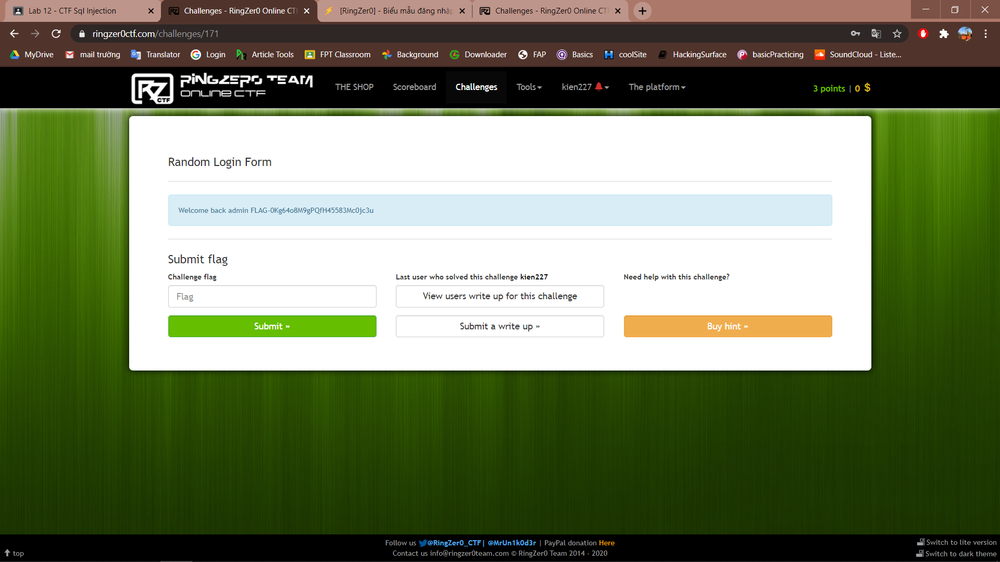 Lab 12 - CTF Sql Injection
Challenges - RingZer0 Online CTF
[RingZer0] - Biểu mẫu đăng nhập
Challenges - RingZer0 Online CTF
ringzer0ctf.com/challenges/171
MyDrive mail trường Translator Login Article Tools FPT Classroom Background Downloader FAP Basics coolSite HackingSurface basicPracticing SoundCloud - Liste...
RZ CTF
RINGZER0 TEAM
ONLINE CTF
THE SHOP Scoreboard Challenges Tools kien227 The platform
3 points | 0 $
Random Login Form
Welcome back admin FLAG-0Kg64o8M9gPQfH45583Mc0jc3u
Submit flag
Challenge flag
Flag
Submit »
Last user who solved this challenge kien227
View users write up for this challenge
Submit a write up »
Need help with this challenge?
Buy hint »
Follow us @RingZer0_CTF| @MrUn1k0d3r | PayPal donation Here
Contact us info@ringzer0team.com © RingZer0 Team 2014 - 2020
top
Switch to lite version
Switch to dark theme